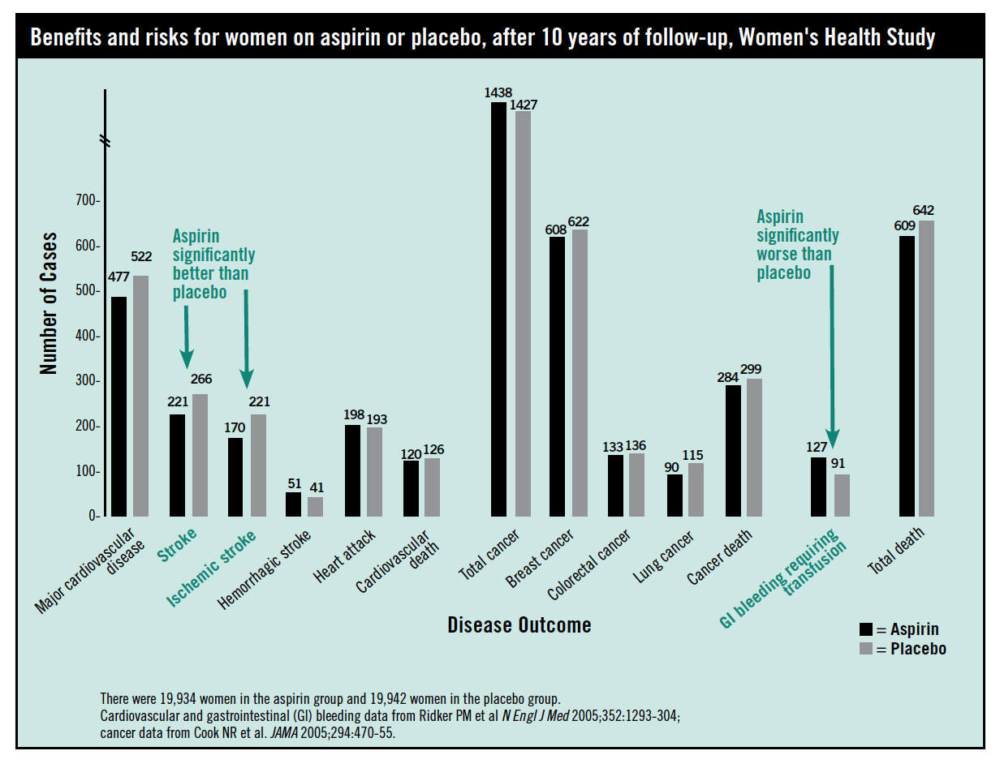 Benefits and risks for women on aspirin or placebo, after 10 years of follow-up, Women's Health Study
Number of Cases
700-
600-
500-
400-
300-
200-
100-
0-
Aspirin
significantly
better than
placebo
Aspirin
significantly
worse than
placebo
477
522
221
266
170
221
51
41
198
193
120
126
1438
1427
608
622
133
136
90
115
284
299
127
91
609
642
Major cardiovascular
disease
Stroke
Ischemic stroke
Hemorrhagic stroke
Heart attack
Cardiovascular
death
Total cancer
Breast cancer
Colorectal cancer
Lung cancer
Cancer death
GI bleeding requiring
transfusion
Total death
Disease Outcome
= Aspirin
= Placebo
There were 19,934 women in the aspirin group and 19,942 women in the placebo group.
Cardiovascular and gastrointestinal (GI) bleeding data from Ridker PM et al N Engl J Med 2005;352:1293-304;
cancer data from Cook NR et al. JAMA 2005;294:470-55.